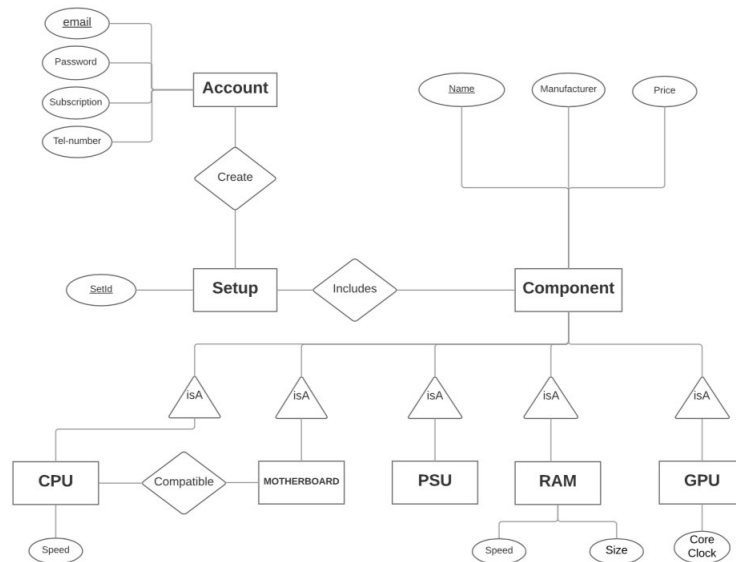 email
Password
Account
Subscription
Name
Manufacturer
Price
Tel-number
Create
SetId
Setup
Includes
Component
isA
isA
isA
isA
isA
CPU
Compatible
MOTHERBOARD
PSU
RAM
GPU
Speed
Speed
Size
Core
Clock